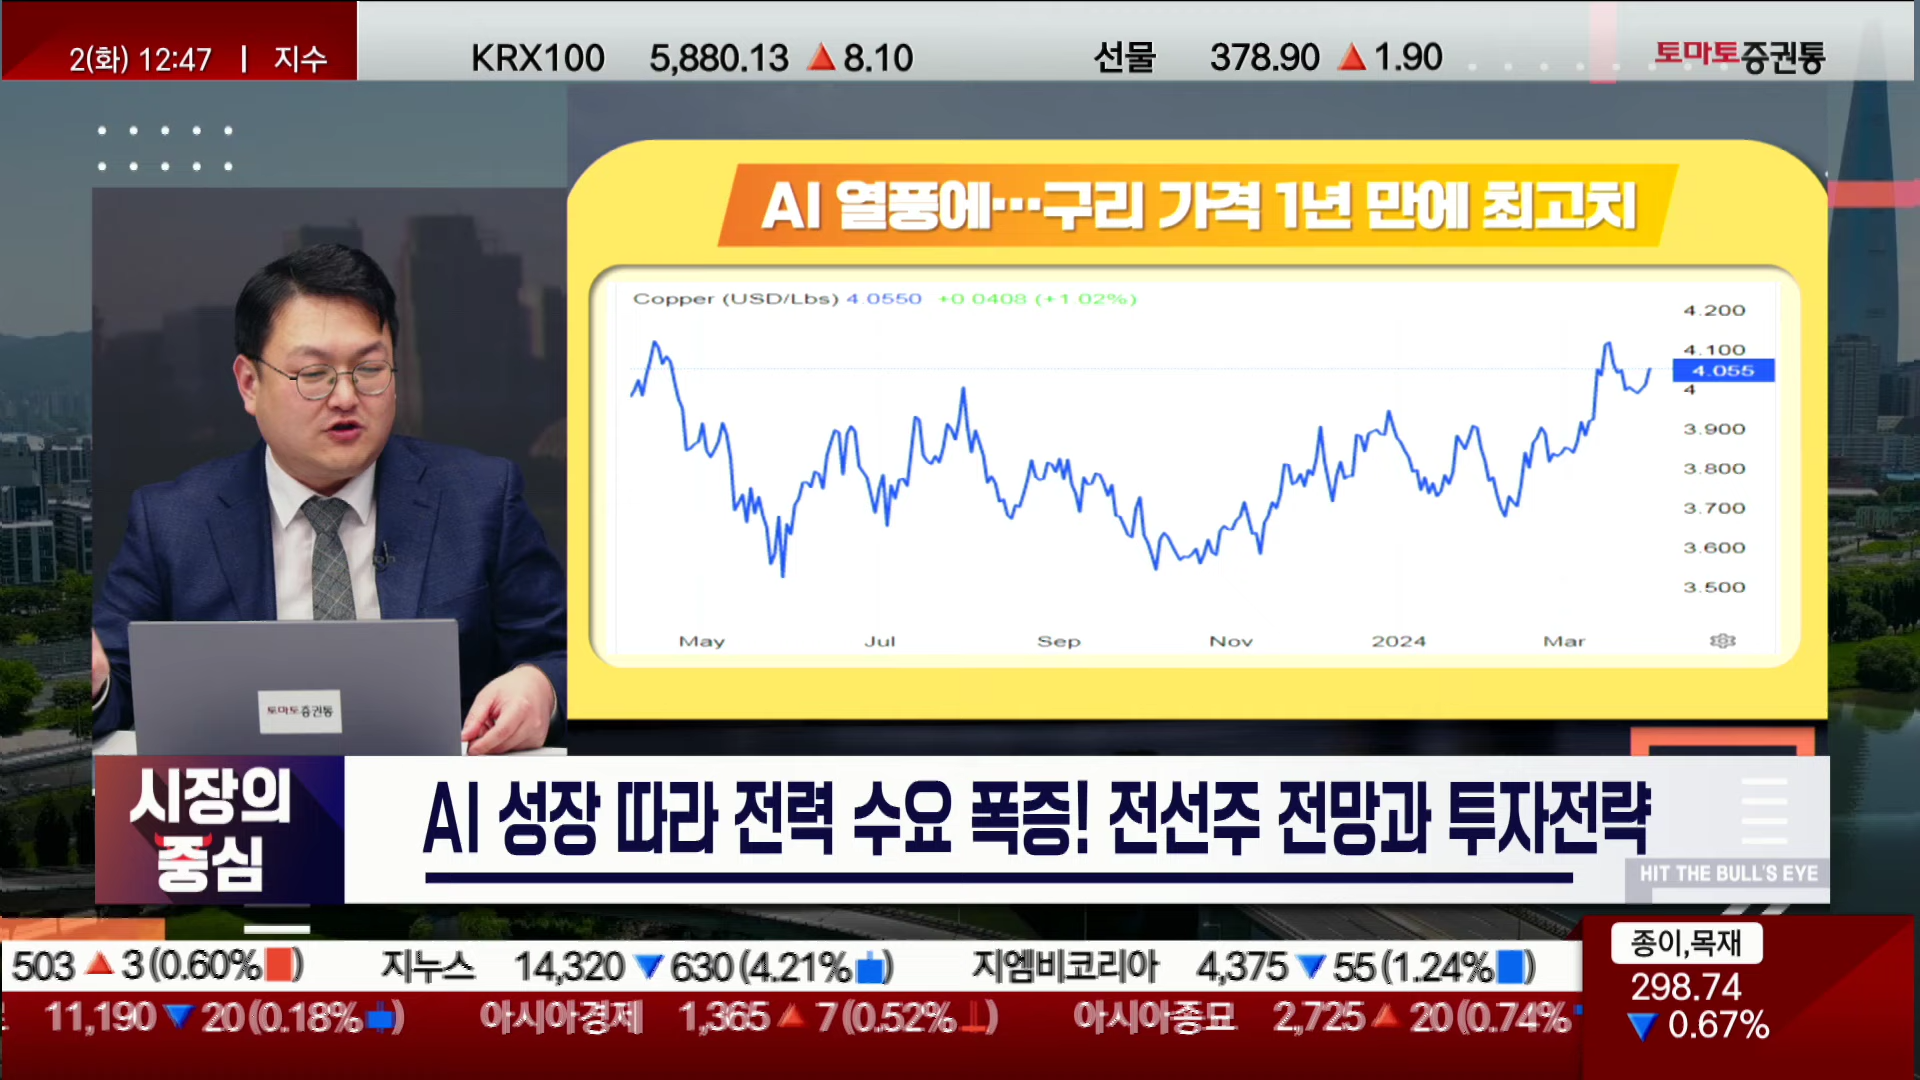 2(화) 12:47 | 지수
KRX100 5,880.13 ▲8.10 선물 378.90 ▲1.90
토마토증권통
AI 열풍에…구리 가격 1년 만에 최고치
Copper (USD/Lbs) 4.0550 +0.0408 (+1.02%)
4.200
4.100
4.055
4
3.900
3.800
3.700
3.600
3.500
May Jul Sep Nov 2024 Mar
토마토증권통
시장의
중심
AI 성장 따라 전력 수요 폭증! 전선주 전망과 투자전략
HIT THE BULL'S EYE
503 ▲3(0.60%) 지누스 14,320 ▼630(4.21%) 지엠비코리아 4,375 ▼55(1.24%)
11,190 ▼20(0.18%) 아시아경제 1,365 ▲7(0.52%) 아시아종묘 2,725 ▲20(0.74%
종이,목재
298.74
▼0.67%